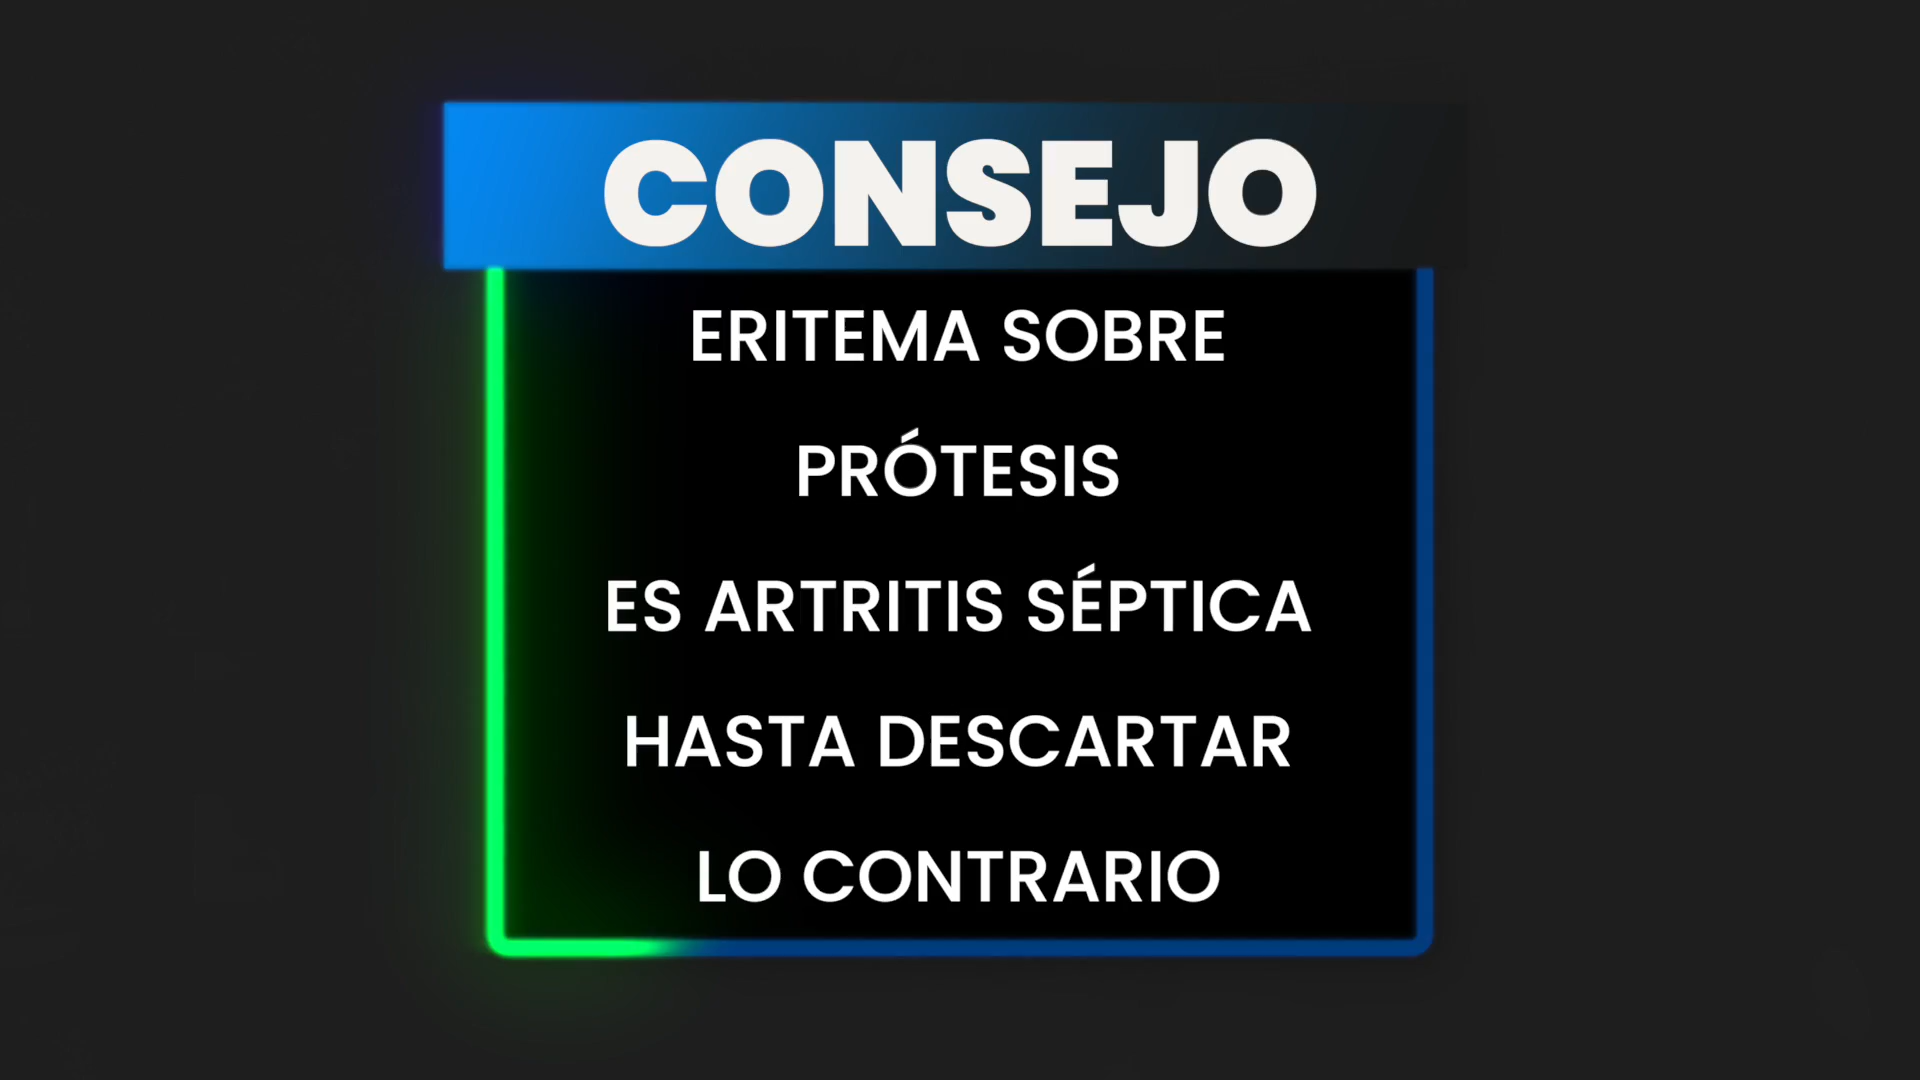 CONSEJO
ERITEMA SOBRE
PRÓTESIS
ES ARTRITIS SÉPTICA
HASTA DESCARTAR
LO CONTRARIO